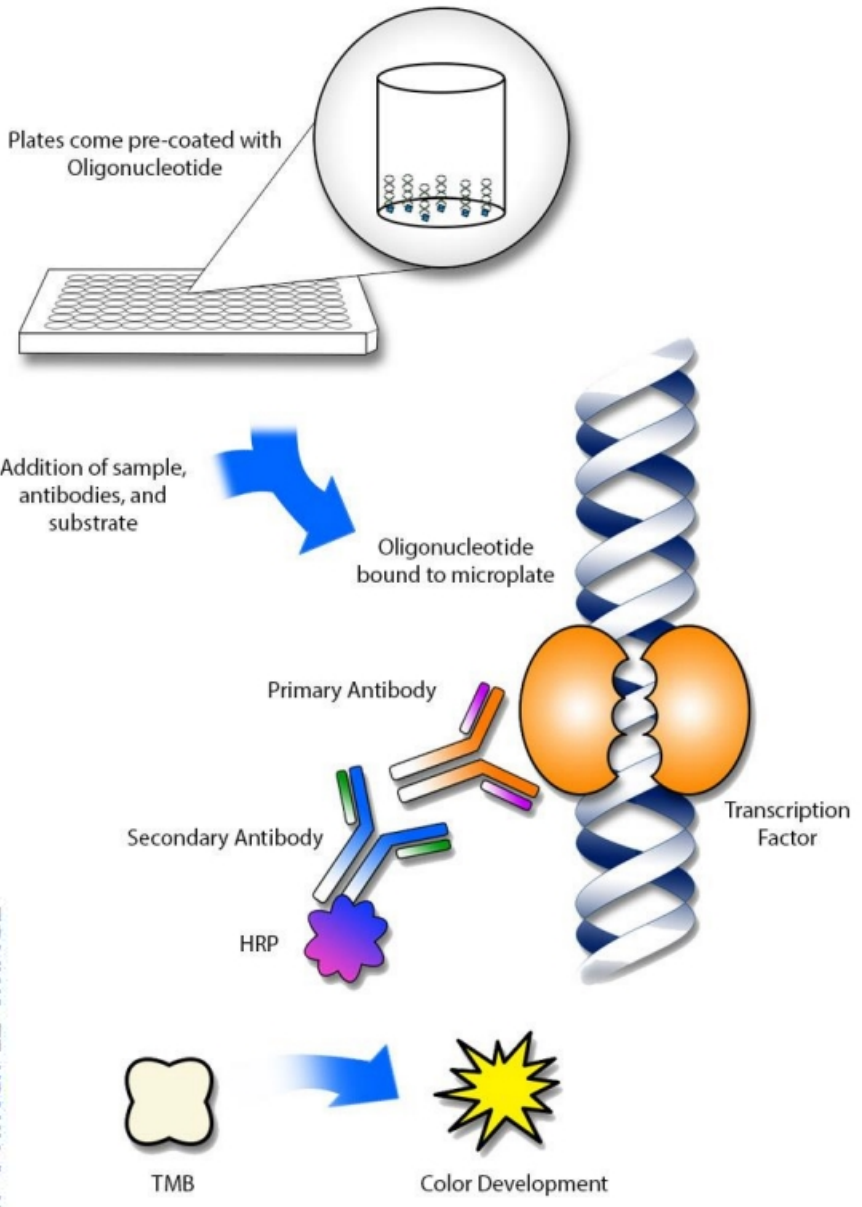 Plates come pre-coated with
Oligonucleotide
Addition of sample,
antibodies, and
substrate
Oligonucleotide
bound to microplate
Primary Antibody
Transcription
Factor
Secondary Antibody
HRP
TMB
Color Development